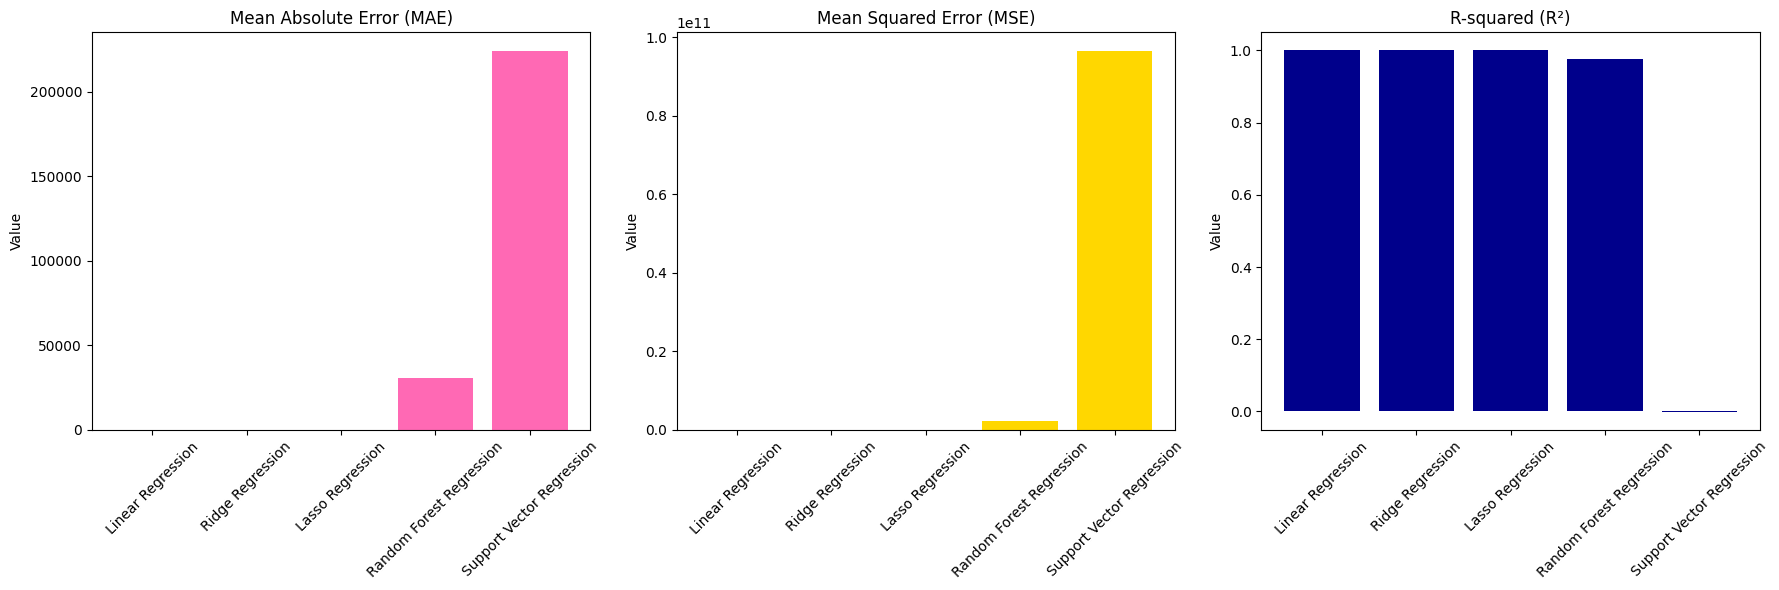 Mean Absolute Error (MAE)
Value
200000
150000
100000
50000
0
Linear Regression
Ridge Regression
Lasso Regression
Random Forest Regression
Support Vector Regression
Mean Squared Error (MSE)
1e11
Value
1.0
0.8
0.6
0.4
0.2
0.0
Linear Regression
Ridge Regression
Lasso Regression
Random Forest Regression
Support Vector Regression
R-squared (R²)
Value
1.0
0.8
0.6
0.4
0.2
0.0
Linear Regression
Ridge Regression
Lasso Regression
Random Forest Regression
Support Vector Regression